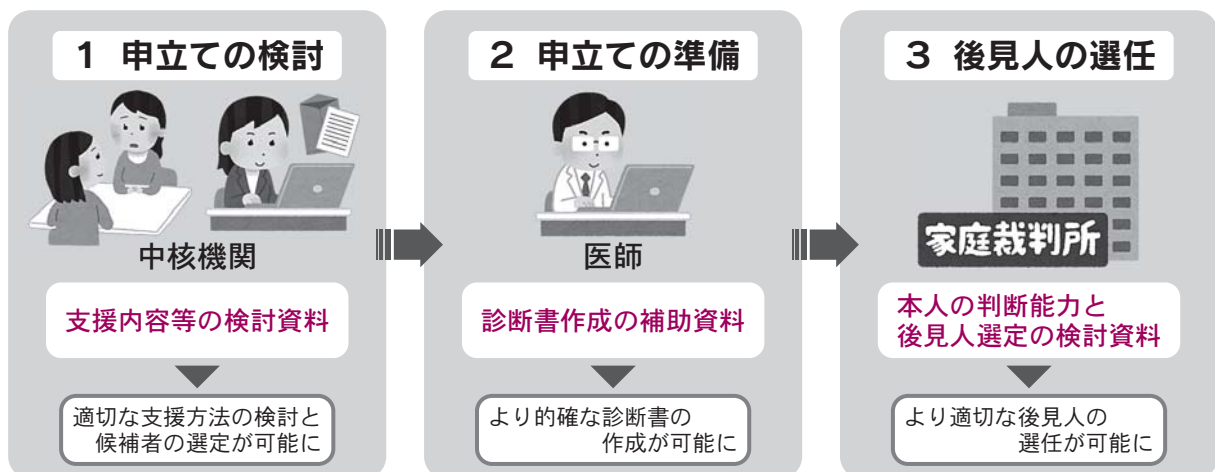 1 申立ての検討
中核機関
支援内容等の検討資料
適切な支援方法の検討と
候補者の選定が可能に
2 申立ての準備
医師
診断書作成の補助資料
より的確な診断書の
作成が可能に
3 後見人の選任
家庭裁判所
本人の判断能力と
後見人選定の検討資料
より適切な後見人の
選任が可能に